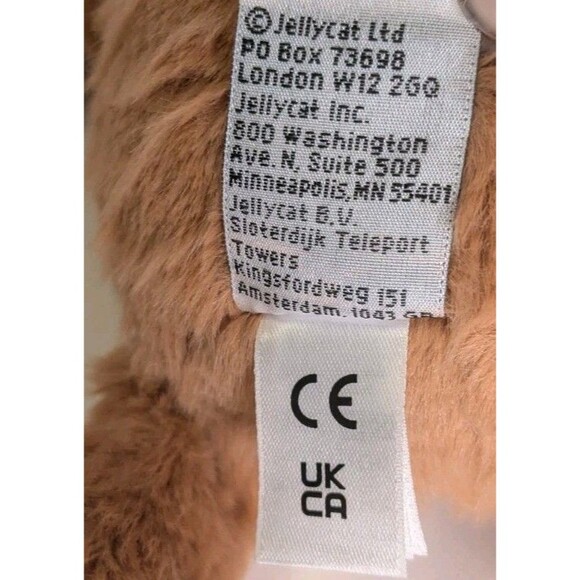 © Jellycat Ltd
PO Box 73698
London W12 2GQ
Jellycat Inc.
800 Washington
Ave. N, Suite 500
Minneapolis, MN 55401
Jellycat B.V.
Sloterdijk Teleport
Towers
Kingsfordweg 151
Amsterdam, 1043 GR
CE
UK
CA